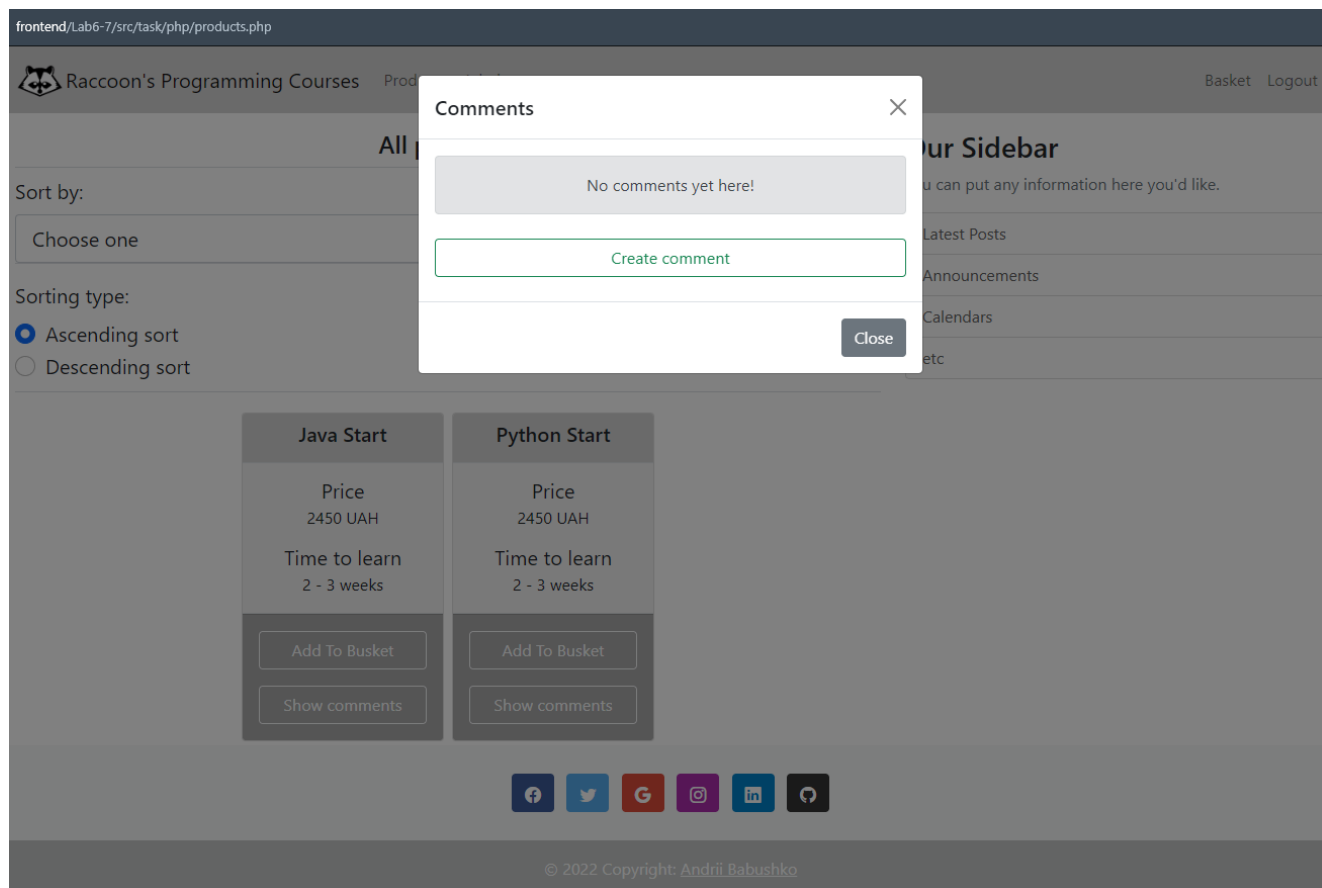 frontend/Lab6-7/src/task/php/products.php
Raccoon's Programming Courses
Basket Logout
Comments
No comments yet here!
Create comment
Close
All
Sort by:
Choose one
Sorting type:
Ascending sort
Descending sort
Sidebar
can put any information here you'd like.
Latest Posts
Announcements
Calendars
etc
Java Start
Price
2450 UAH
Time to learn
2 - 3 weeks
Add To Busket
Show comments
Python Start
Price
2450 UAH
Time to learn
2 - 3 weeks
Add To Busket
Show comments
© 2022 Copyright: Andrii Babushko